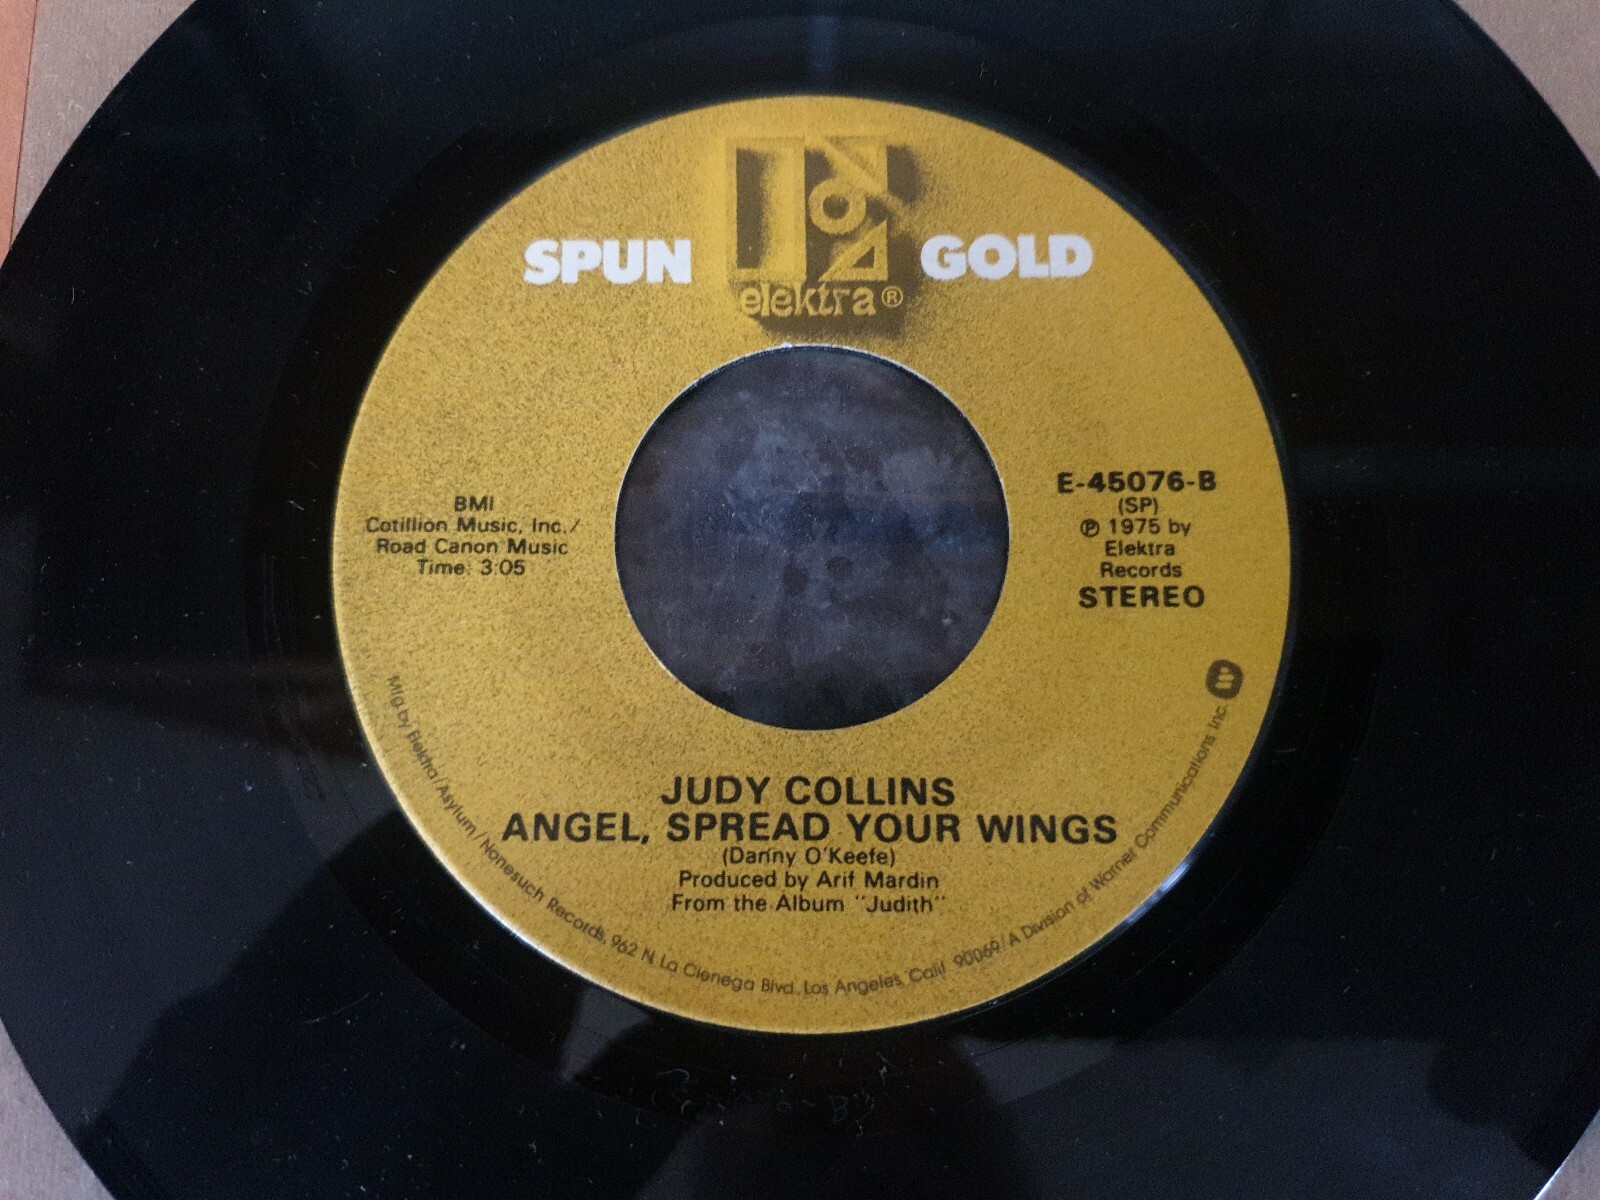 SPUN GOLD
elektra®
BMI
Cotillion Music, Inc./
Road Canon Music
Time: 3:05
E-45076-B
(SP)
℗ 1975 by
Elektra
Records
STEREO
JUDY COLLINS
ANGEL, SPREAD YOUR WINGS
(Danny O'Keefe)
Produced by Arif Mardin
From the Album "Judith"
Mfg by Elektra/Asylum/Nonesuch Records, 962 N. La Cienega Blvd., Los Angeles, Calif. 90069/A Division of Warner Communications Inc.